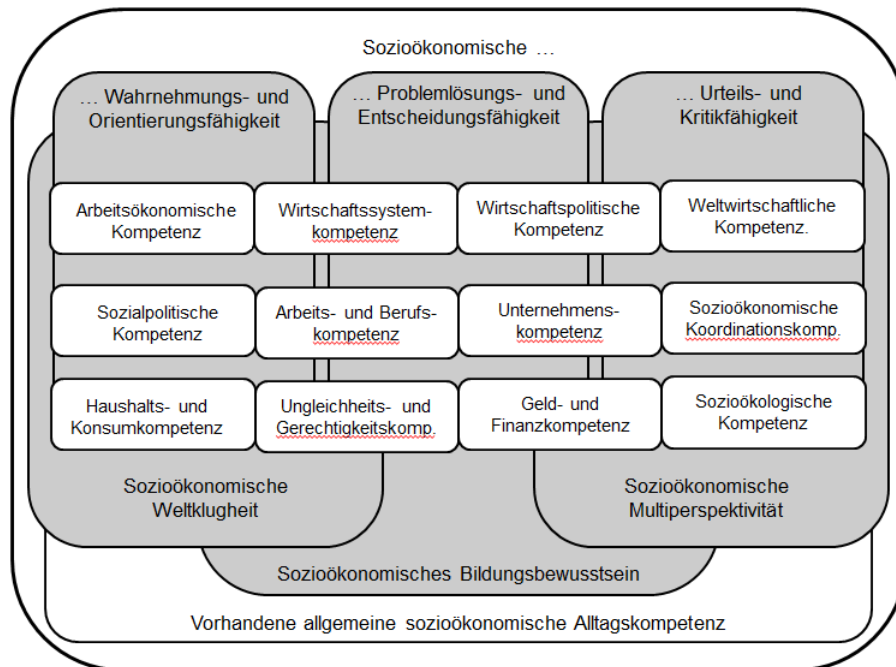 Sozioökonomische …
… Wahrnehmungs- und
Orientierungsfähigkeit
… Problemlösungs- und
Entscheidungsfähigkeit
… Urteils- und
Kritikfähigkeit
Arbeitsökonomische
Kompetenz
Wirtschaftssystem-
kompetenz
Wirtschaftspolitische
Kompetenz
Weltwirtschaftliche
Kompetenz.
Sozialpolitische
Kompetenz
Arbeits- und Berufs-
kompetenz
Unternehmens-
kompetenz
Sozioökonomische
Koordinationskomp.
Haushalts- und
Konsumkompetenz
Ungleichheits- und
Gerechtigkeitskomp.
Geld- und
Finanzkompetenz
Sozioökologische
Kompetenz
Sozioökonomische
Weltklugheit
Sozioökonomische
Multiperspektivität
Sozioökonomisches Bildungsbewusstsein
Vorhandene allgemeine sozioökonomische Alltagskompetenz